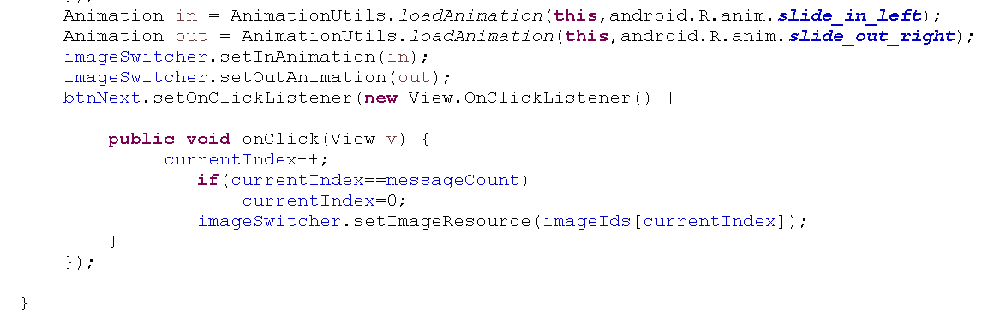 });
Animation in = AnimationUtils.loadAnimation(this,android.R.anim.slide_in_left);
Animation out = AnimationUtils.loadAnimation(this,android.R.anim.slide_out_right);
imageSwitcher.setInAnimation(in);
imageSwitcher.setOutAnimation(out);
btnNext.setOnClickListener(new View.OnClickListener() {
public void onClick(View v) {
currentIndex++;
if(currentIndex==messageCount)
currentIndex=0;
imageSwitcher.setImageResource(imageIds[currentIndex]);
}
});
}